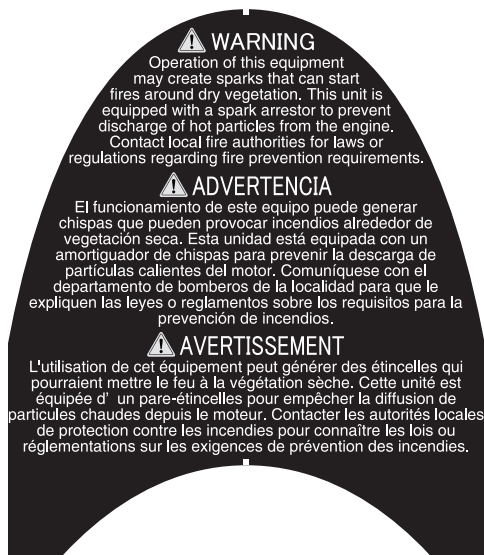 WARNING
Operation of this equipment
may create sparks that can start
fires around dry vegetation. This unit is
equipped with a spark arrestor to prevent
discharge of hot particles from the engine.
Contact local fire authorities for laws or
regulations regarding fire prevention requirements.
ADVERTENCIA
El funcionamiento de este equipo puede generar
chispas que pueden provocar incendios alrededor de
vegetación seca. Esta unidad está equipada con un
amortiguador de chispas para prevenir la descarga de
partículas calientes del motor. Comuníquese con el
departamento de bomberos de la localidad para que le
expliquen las leyes o reglamentos sobre los requisitos para la
prevención de incendios.
AVERTISSEMENT
L'utilisation de cet équipement peut générer des étincelles qui
pourraient mettre le feu à la végétation sèche. Cette unité est
équipée d' un pare-étincelles pour empêcher la diffusion de
particules chaudes depuis le moteur. Contacter les autorités locales
de protection contre les incendies pour connaître les lois ou
réglementations sur les exigences de prévention des incendies.